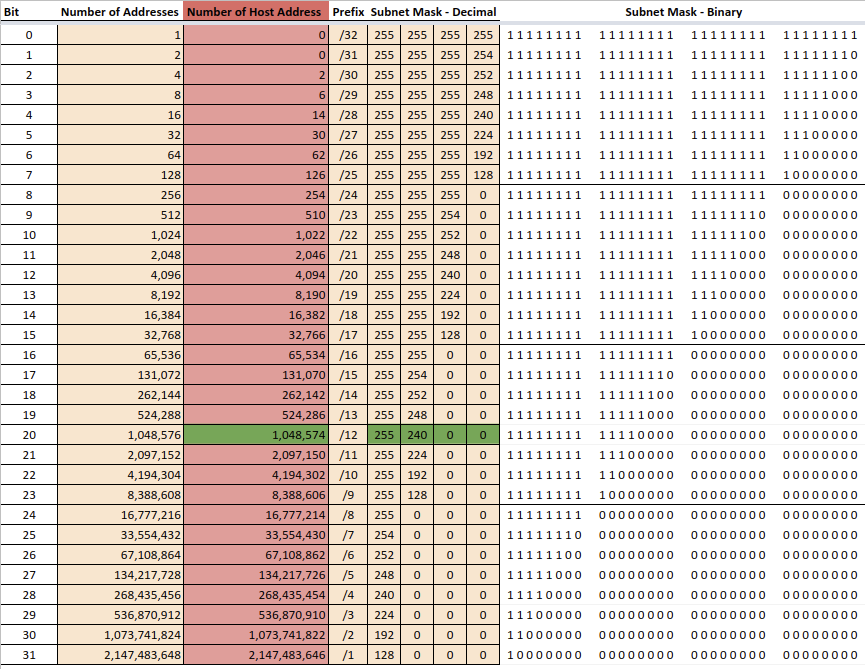 Bit Number of Addresses Number of Host Address Prefix Subnet Mask - Decimal Subnet Mask - Binary
0 1 0 /32 255 255 255 255 11111111 11111111 11111111 11111111
1 2 0 /31 255 255 255 254 11111111 11111111 11111111 11111110
2 4 2 /30 255 255 255 252 11111111 11111111 11111111 11111100
3 8 6 /29 255 255 255 248 11111111 11111111 11111111 11111000
4 16 14 /28 255 255 255 240 11111111 11111111 11111111 11110000
5 32 30 /27 255 255 255 224 11111111 11111111 11111111 11100000
6 64 62 /26 255 255 255 192 11111111 11111111 11111111 11000000
7 128 126 /25 255 255 255 128 11111111 11111111 11111111 10000000
8 256 254 /24 255 255 255 0 11111111 11111111 11111111 00000000
9 512 510 /23 255 255 254 0 11111111 11111111 11111110 00000000
10 1,024 1,022 /22 255 255 252 0 11111111 11111111 11111100 00000000
11 2,048 2,046 /21 255 255 248 0 11111111 11111111 11111000 00000000
12 4,096 4,094 /20 255 255 240 0 11111111 11111111 11110000 00000000
13 8,192 8,190 /19 255 255 224 0 11111111 11111111 11100000 00000000
14 16,384 16,382 /18 255 255 192 0 11111111 11111111 11000000 00000000
15 32,768 32,766 /17 255 255 128 0 11111111 11111111 10000000 00000000
16 65,536 65,534 /16 255 255 0 0 11111111 11111111 00000000 00000000
17 131,072 131,070 /15 255 254 0 0 11111111 11111110 00000000 00000000
18 262,144 262,142 /14 255 252 0 0 11111111 11111100 00000000 00000000
19 524,288 524,286 /13 255 248 0 0 11111111 11111000 00000000 00000000
20 1,048,576 1,048,574 /12 255 240 0 0 11111111 11110000 00000000 00000000
21 2,097,152 2,097,150 /11 255 224 0 0 11111111 11100000 00000000 00000000
22 4,194,304 4,194,302 /10 255 192 0 0 11111111 11000000 00000000 00000000
23 8,388,608 8,388,606 /9 255 128 0 0 11111111 10000000 00000000 00000000
24 16,777,216 16,777,214 /8 255 0 0 0 11111111 00000000 00000000 00000000
25 33,554,432 33,554,430 /7 254 0 0 0 11111110 00000000 00000000 00000000
26 67,108,864 67,108,862 /6 252 0 0 0 11111100 00000000 00000000 00000000
27 134,217,728 134,217,726 /5 248 0 0 0 11111000 00000000 00000000 00000000
28 268,435,456 268,435,454 /4 240 0 0 0 11110000 00000000 00000000 00000000
29 536,870,912 536,870,910 /3 224 0 0 0 11100000 00000000 00000000 00000000
30 1,073,741,824 1,073,741,822 /2 192 0 0 0 11000000 00000000 00000000 00000000
31 2,147,483,648 2,147,483,646 /1 128 0 0 0 10000000 00000000 00000000 00000000